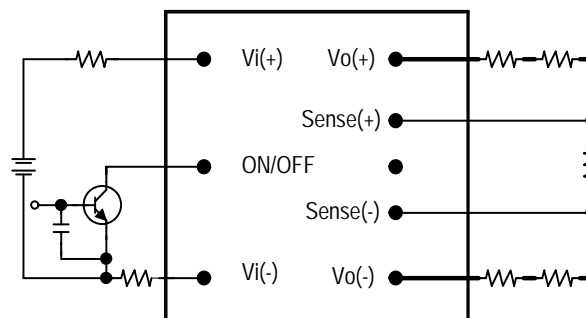 Vi(+) Vo(+)
Sense(+)
ON/OFF
Sense(-)
Vi(-) Vo(-)